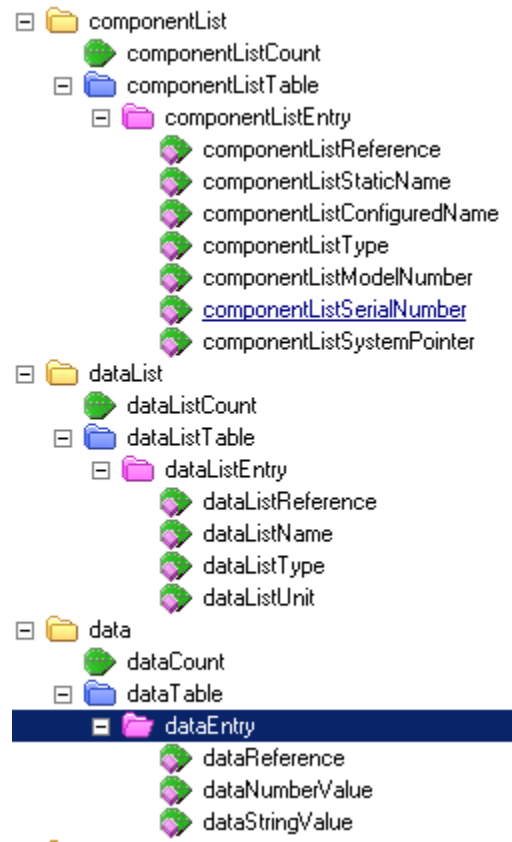 componentList
componentListCount
componentListTable
componentListEntry
componentListReference
componentListStaticName
componentListConfiguredName
componentListType
componentListModelNumber
componentListSerialNumber
componentListSystemPointer
dataList
dataListCount
dataListTable
dataListEntry
dataListReference
dataListName
dataListType
dataListUnit
data
dataCount
dataTable
dataEntry
dataReference
dataNumberValue
dataStringValue